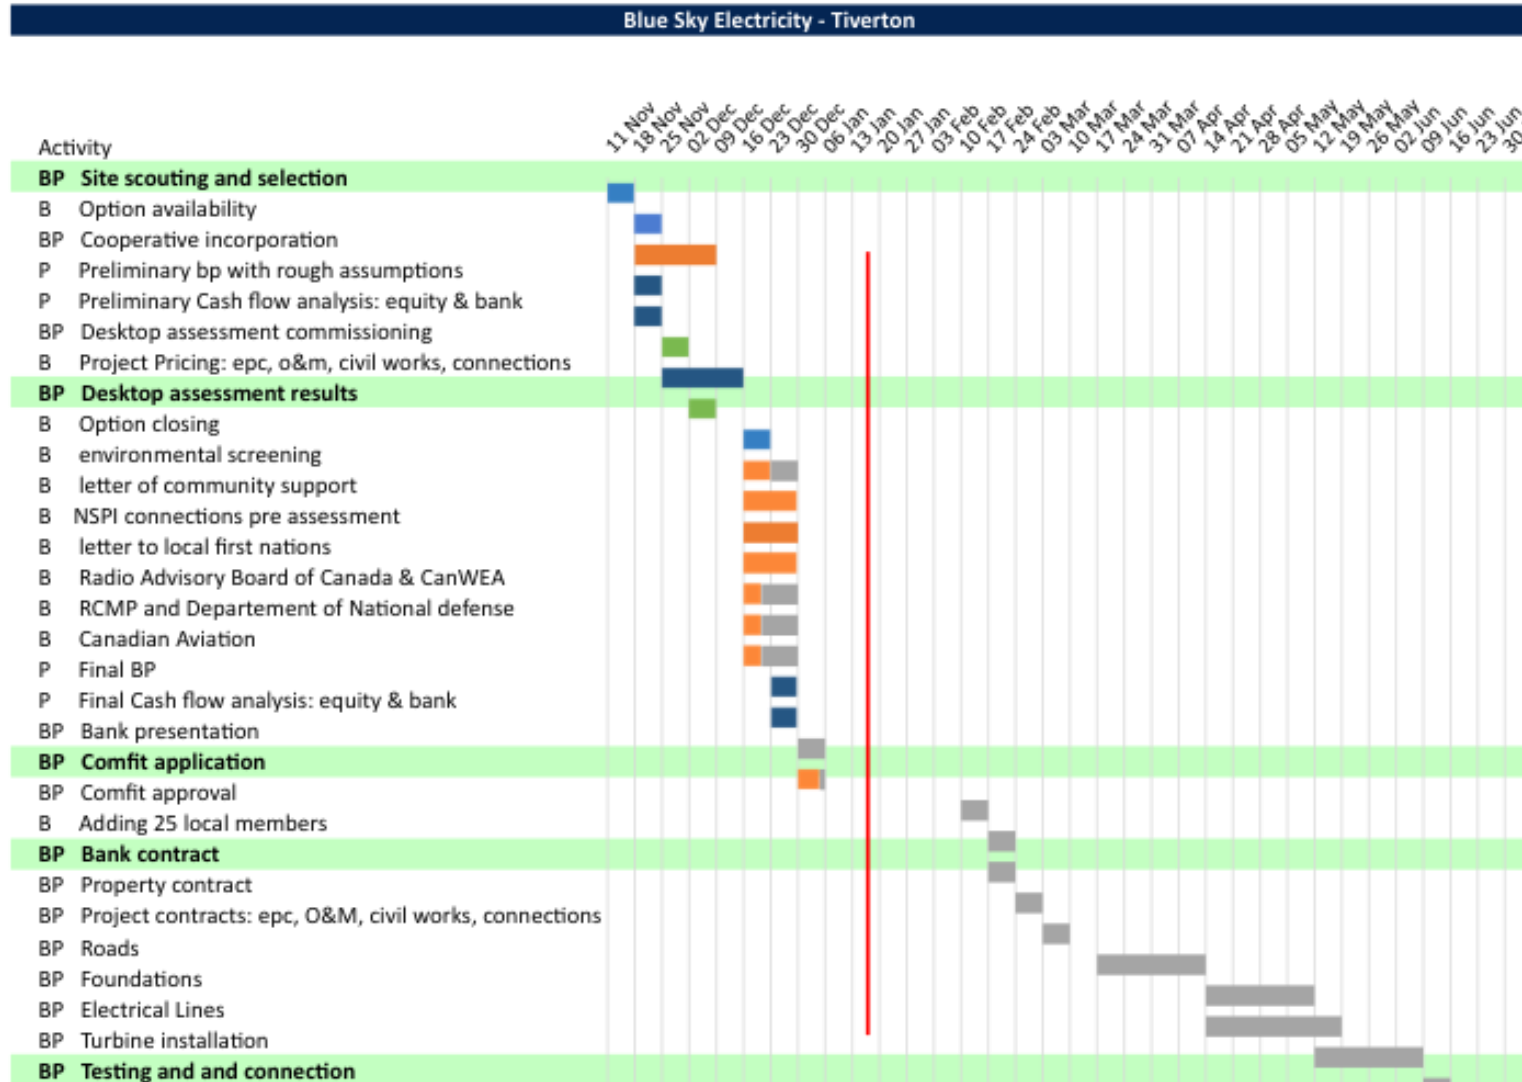 Blue Sky Electricity - Tiverton
11 Nov 18 Nov 25 Nov 02 Dec 09 Dec 16 Dec 23 Dec 30 Dec 06 Jan 13 Jan 20 Jan 27 Jan 03 Feb 10 Feb 17 Feb 24 Feb 03 Mar 10 Mar 17 Mar 24 Mar 31 Mar 07 Apr 14 Apr 21 Apr 28 Apr 05 May 12 May 19 May 26 May 02 Jun 09 Jun 16 Jun 23 Jun 30
Activity
BP Site scouting and selection
B Option availability
BP Cooperative incorporation
P Preliminary bp with rough assumptions
P Preliminary Cash flow analysis: equity & bank
BP Desktop assessment commissioning
B Project Pricing: epc, o&m, civil works, connections
BP Desktop assessment results
B Option closing
B environmental screening
B letter of community support
B NSPI connections pre assessment
B letter to local first nations
B Radio Advisory Board of Canada & CanWEA
B RCMP and Departement of National defense
B Canadian Aviation
P Final BP
P Final Cash flow analysis: equity & bank
BP Bank presentation
BP Comfit application
BP Comfit approval
B Adding 25 local members
BP Bank contract
BP Property contract
BP Project contracts: epc, O&M, civil works, connections
BP Roads
BP Foundations
BP Electrical Lines
BP Turbine installation
BP Testing and and connection